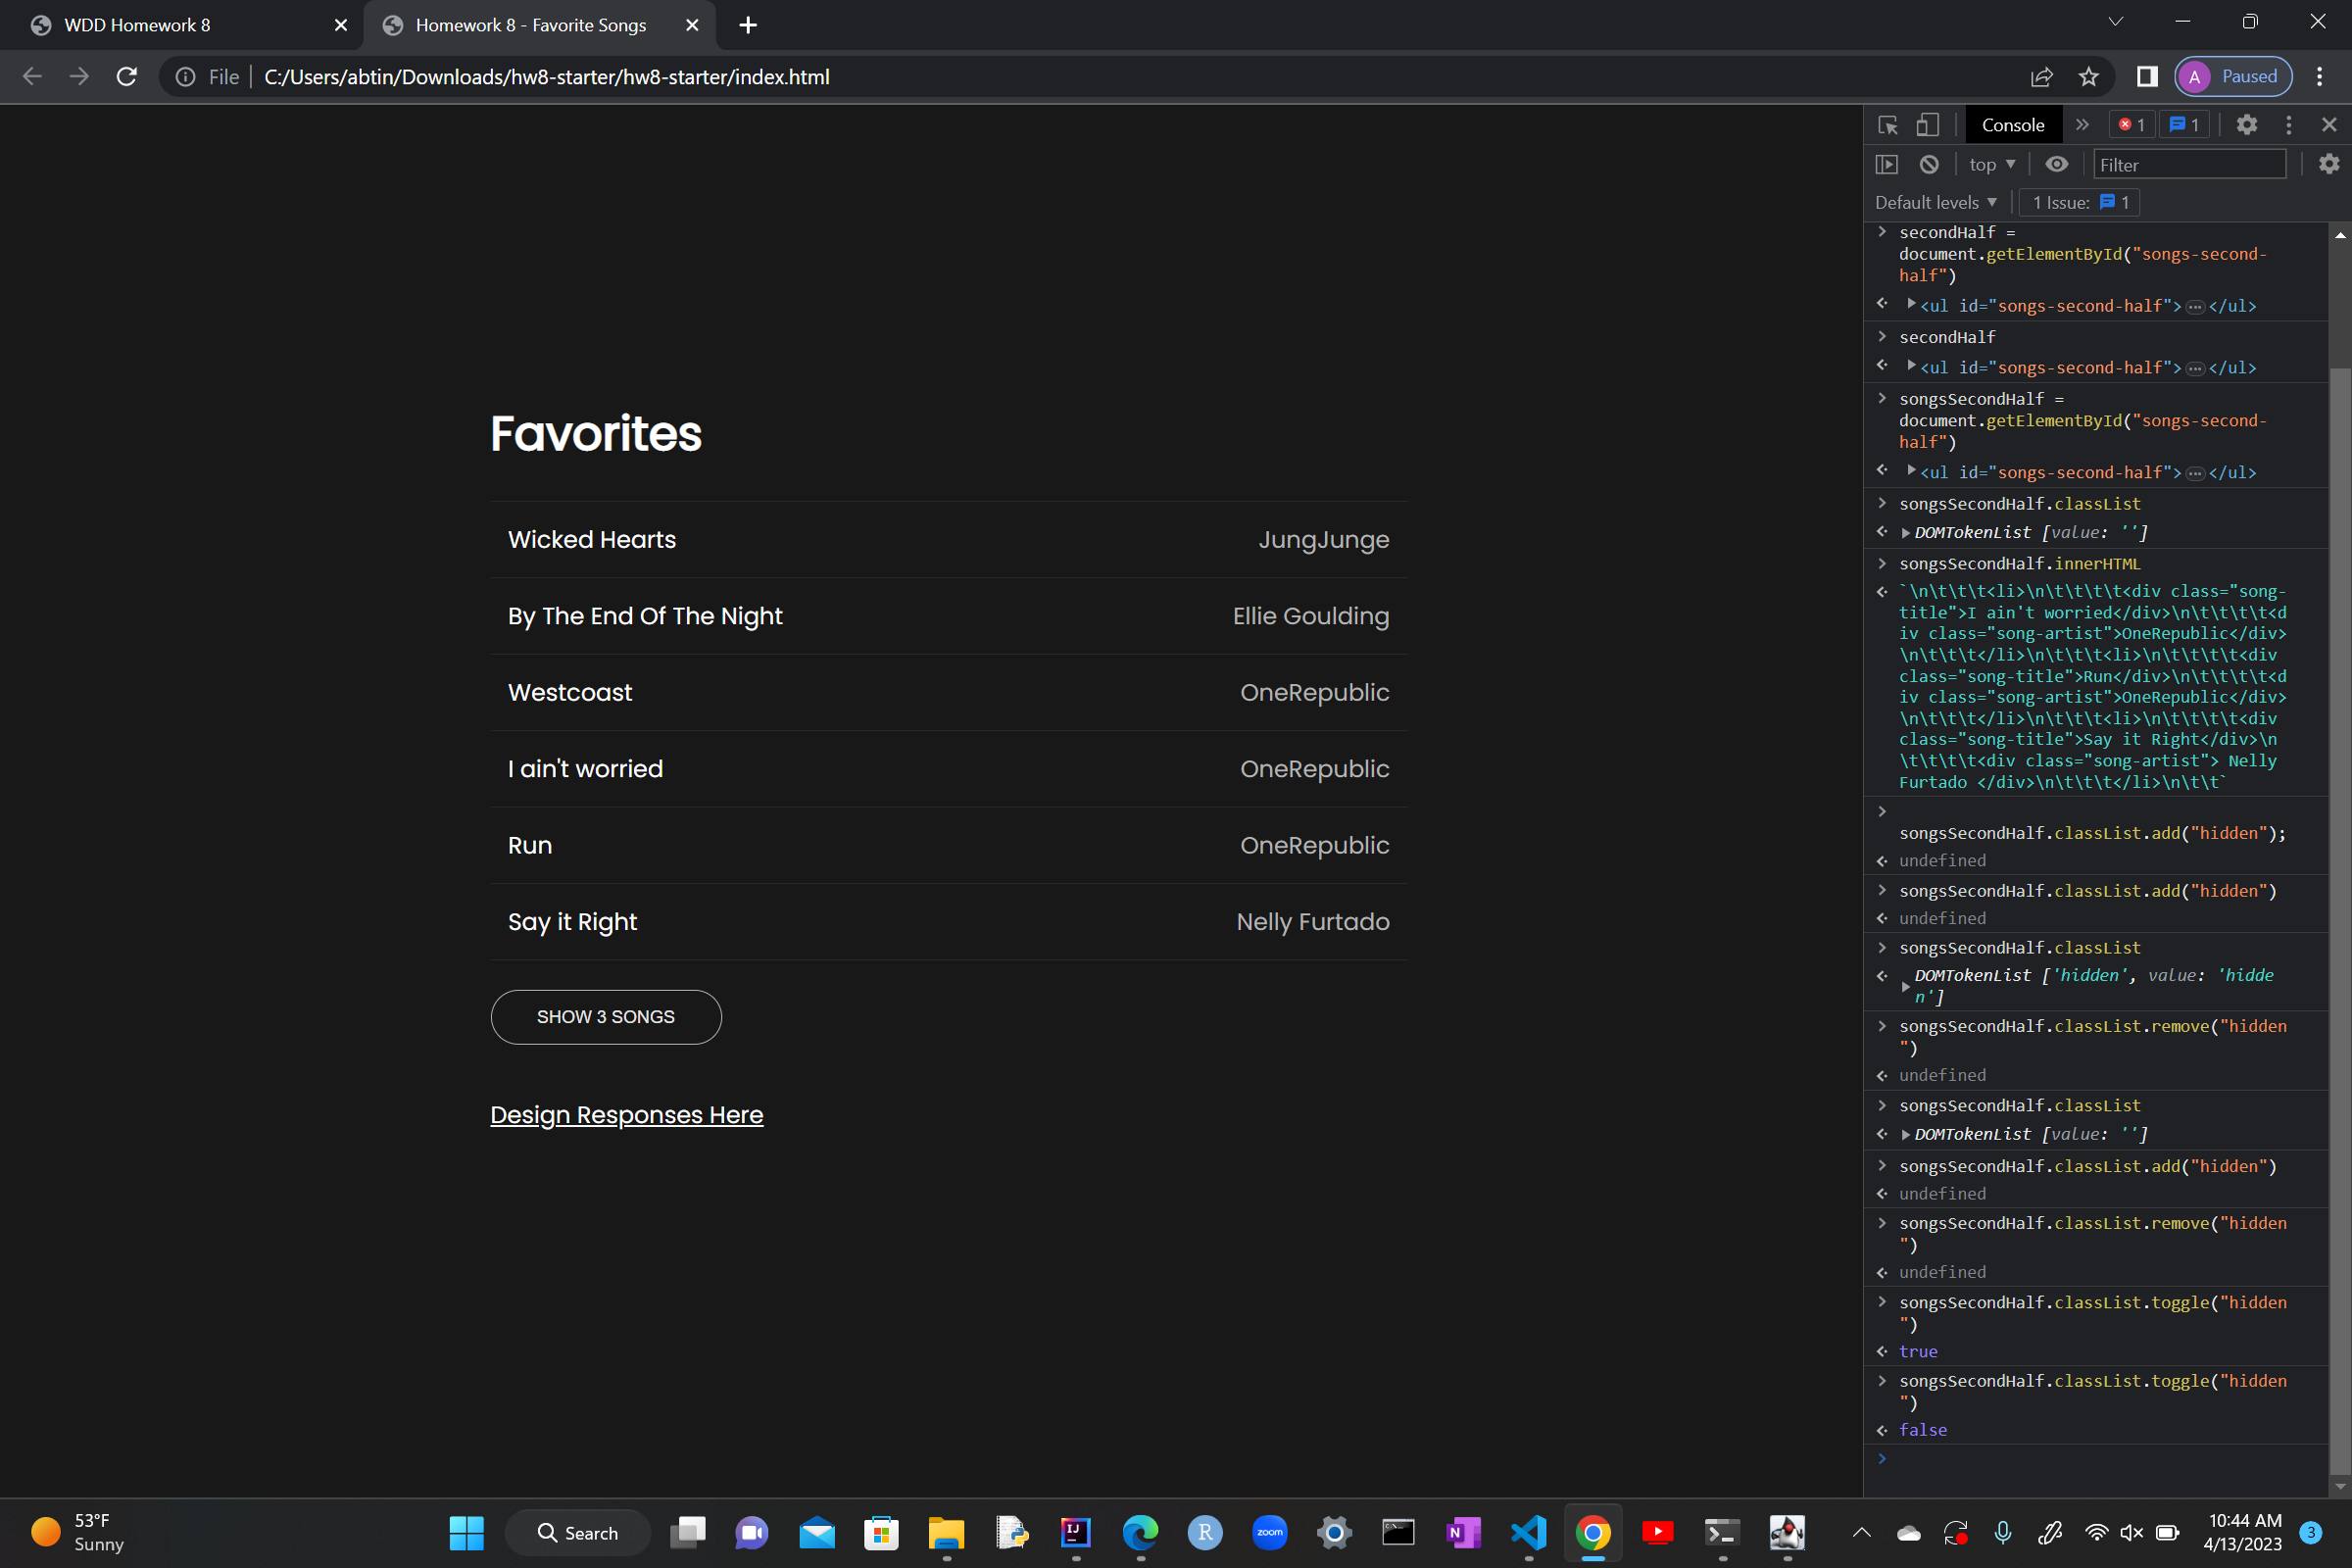 WDD Homework 8
Homework 8 - Favorite Songs
File
C:/Users/abtin/Downloads/hw8-starter/hw8-starter/index.html
A
Paused
Favorites
Wicked Hearts JungJunge
By The End Of The Night Ellie Goulding
Westcoast OneRepublic
I ain't worried OneRepublic
Run OneRepublic
Say it Right Nelly Furtado
SHOW 3 SONGS
Design Responses Here
Console
1
1
top
Filter
Default levels
1 Issue: 1
secondHalf =
document.getElementById("songs-second-
half")
<ul id="songs-second-half">…</ul>
secondHalf
<ul id="songs-second-half">…</ul>
songsSecondHalf =
document.getElementById("songs-second-
half")
<ul id="songs-second-half">…</ul>
songsSecondHalf.classList
DOMTokenList [value: '']
songsSecondHalf.innerHTML
`\n\t\t\t<li>\n\t\t\t\t<div class="song-
title">I ain't worried</div>\n\t\t\t\t<d
iv class="song-artist">OneRepublic</div>
\n\t\t\t</li>\n\t\t\t<li>\n\t\t\t\t<div
class="song-title">Run</div>\n\t\t\t\t<d
iv class="song-artist">OneRepublic</div>
\n\t\t\t</li>\n\t\t\t<li>\n\t\t\t\t<div
class="song-title">Say it Right</div>\n
\t\t\t\t<div class="song-artist"> Nelly
Furtado </div>\n\t\t\t</li>\n\t\t`
songsSecondHalf.classList.add("hidden");
undefined
songsSecondHalf.classList.add("hidden")
undefined
songsSecondHalf.classList
DOMTokenList ['hidden', value: 'hidde
n']
songsSecondHalf.classList.remove("hidden
")
undefined
songsSecondHalf.classList
DOMTokenList [value: '']
songsSecondHalf.classList.add("hidden")
undefined
songsSecondHalf.classList.remove("hidden
")
undefined
songsSecondHalf.classList.toggle("hidden
")
true
songsSecondHalf.classList.toggle("hidden
")
false
53°F
Sunny
Search
IJ
R
zoom
N
10:44 AM
4/13/2023
3